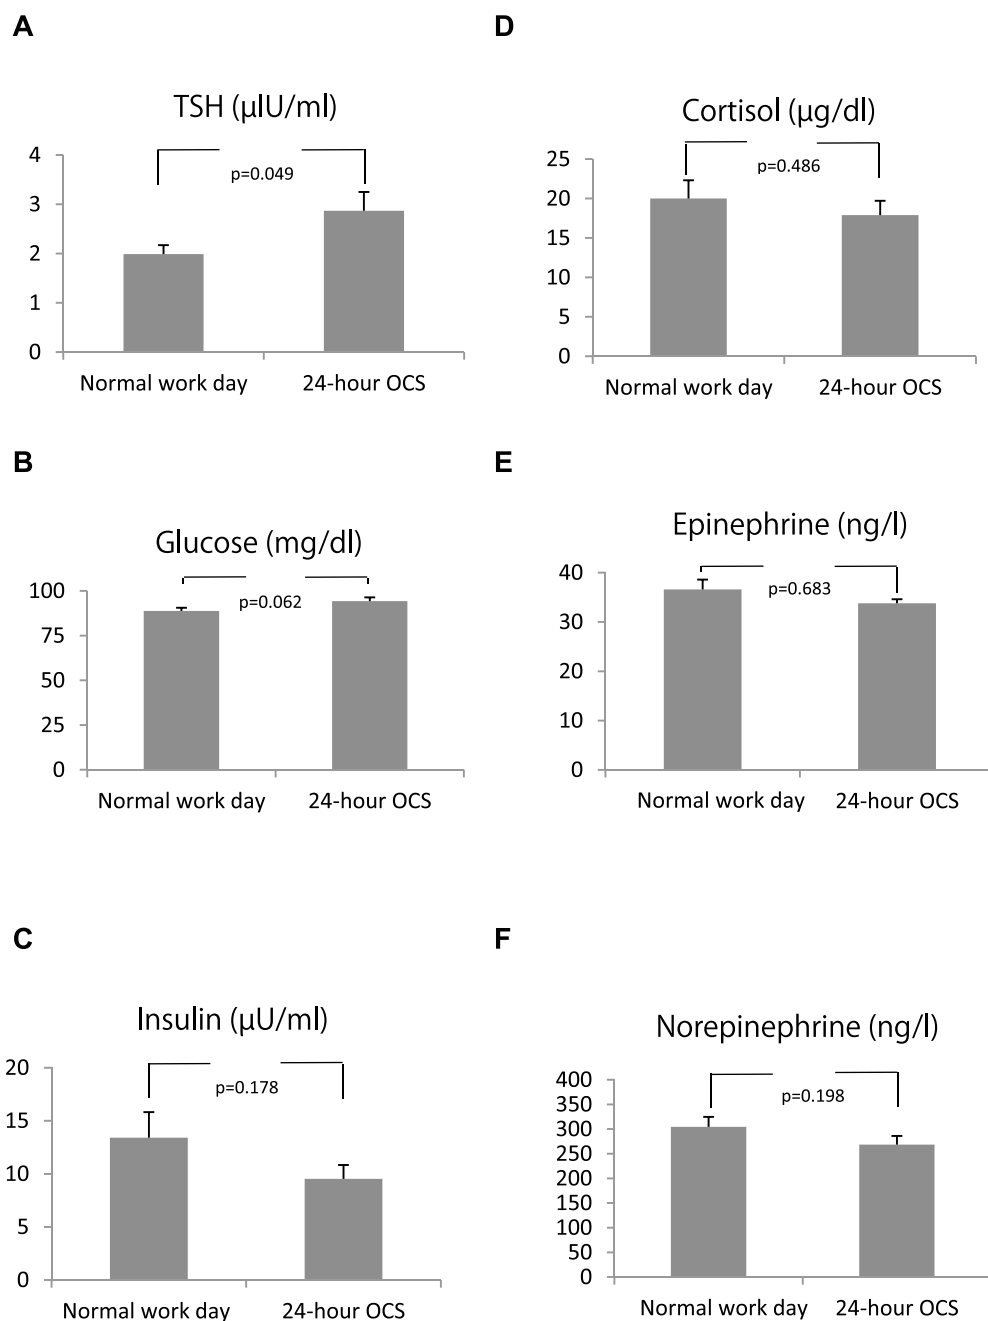 A
TSH (µIU/ml)
4
3
2
1
0
p=0.049
Normal work day
24-hour OCS
B
Glucose (mg/dl)
100
75
50
25
0
p=0.062
Normal work day
24-hour OCS
C
Insulin (µU/ml)
20
15
10
5
0
p=0.178
Normal work day
24-hour OCS
D
Cortisol (µg/dl)
25
20
15
10
5
0
p=0.486
Normal work day
24-hour OCS
E
Epinephrine (ng/l)
40
30
20
10
0
p=0.683
Normal work day
24-hour OCS
F
Norepinephrine (ng/l)
400
350
300
250
200
150
100
50
0
p=0.198
Normal work day
24-hour OCS